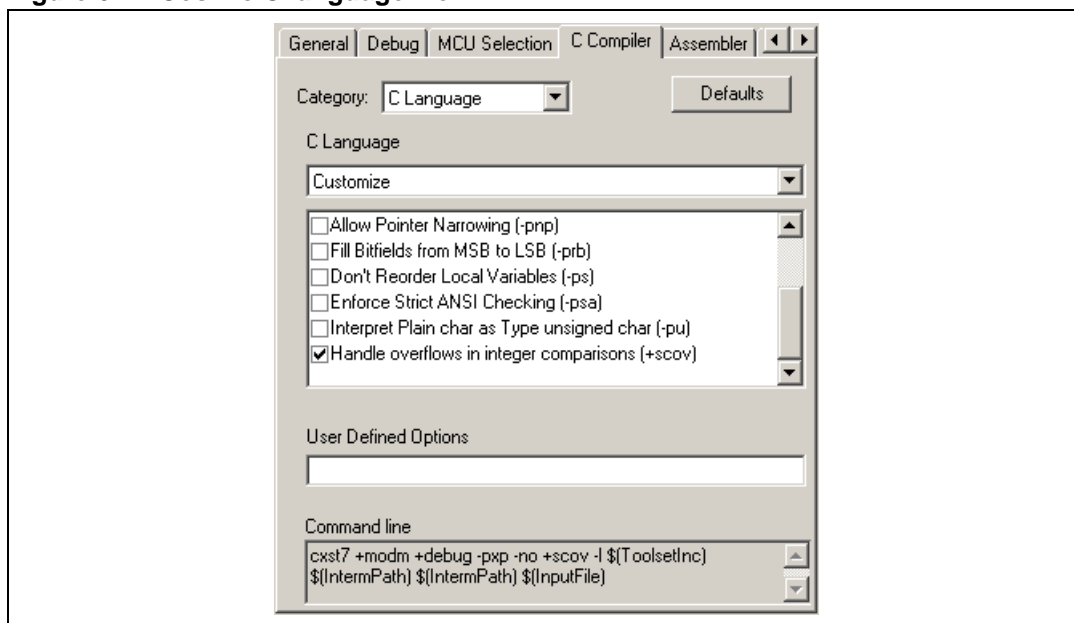 General Debug MCU Selection C Compiler Assembler
Category: C Language Defaults
C Language
Customize
Allow Pointer Narrowing (-pnp)
Fill Bitfields from MSB to LSB (-prb)
Don't Reorder Local Variables (-ps)
Enforce Strict ANSI Checking (-psa)
Interpret Plain char as Type unsigned char (-pu)
Handle overflows in integer comparisons (+scov)
User Defined Options
Command line
cxst7 +modm +debug -pxp -no +scov -l $(ToolsetInc)
$(IntermPath) $(IntermPath) $(InputFile)